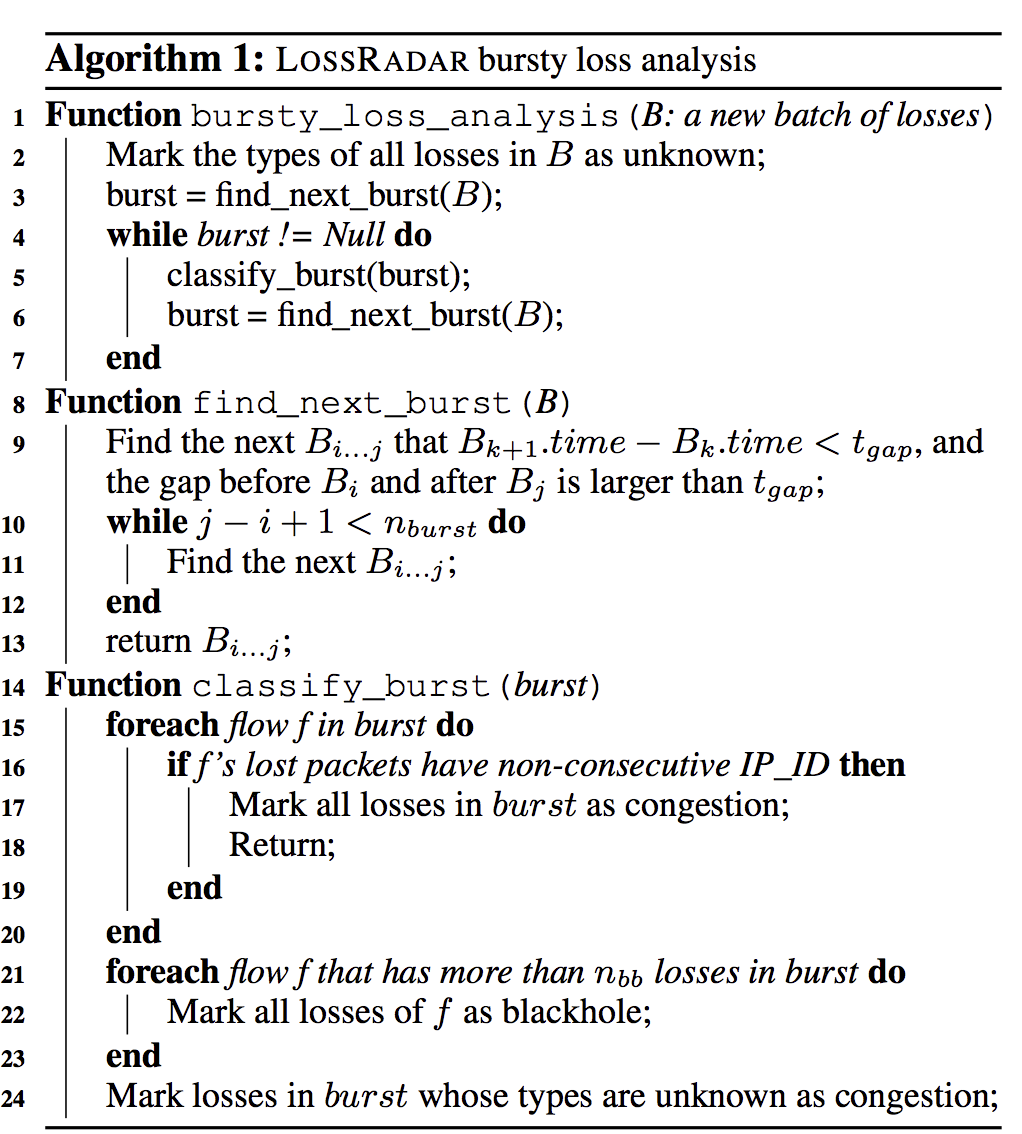 Algorithm 1: LOSSRADAR bursty loss analysis
1 Function bursty_loss_analysis (B: a new batch of losses)
2 Mark the types of all losses in B as unknown;
3 burst = find_next_burst(B);
4 while burst != Null do
5 classify_burst(burst);
6 burst = find_next_burst(B);
7 end
8 Function find_next_burst (B)
9 Find the next B_{i...j} that B_{k+1}.time − B_k.time < t_{gap}, and
the gap before B_i and after B_j is larger than t_{gap};
10 while j − i + 1 < n_{burst} do
11 Find the next B_{i...j};
12 end
13 return B_{i...j};
14 Function classify_burst (burst)
15 foreach flow f in burst do
16 if f's lost packets have non-consecutive IP_ID then
17 Mark all losses in burst as congestion;
18 Return;
19 end
20 end
21 foreach flow f that has more than n_{bb} losses in burst do
22 Mark all losses of f as blackhole;
23 end
24 Mark losses in burst whose types are unknown as congestion;